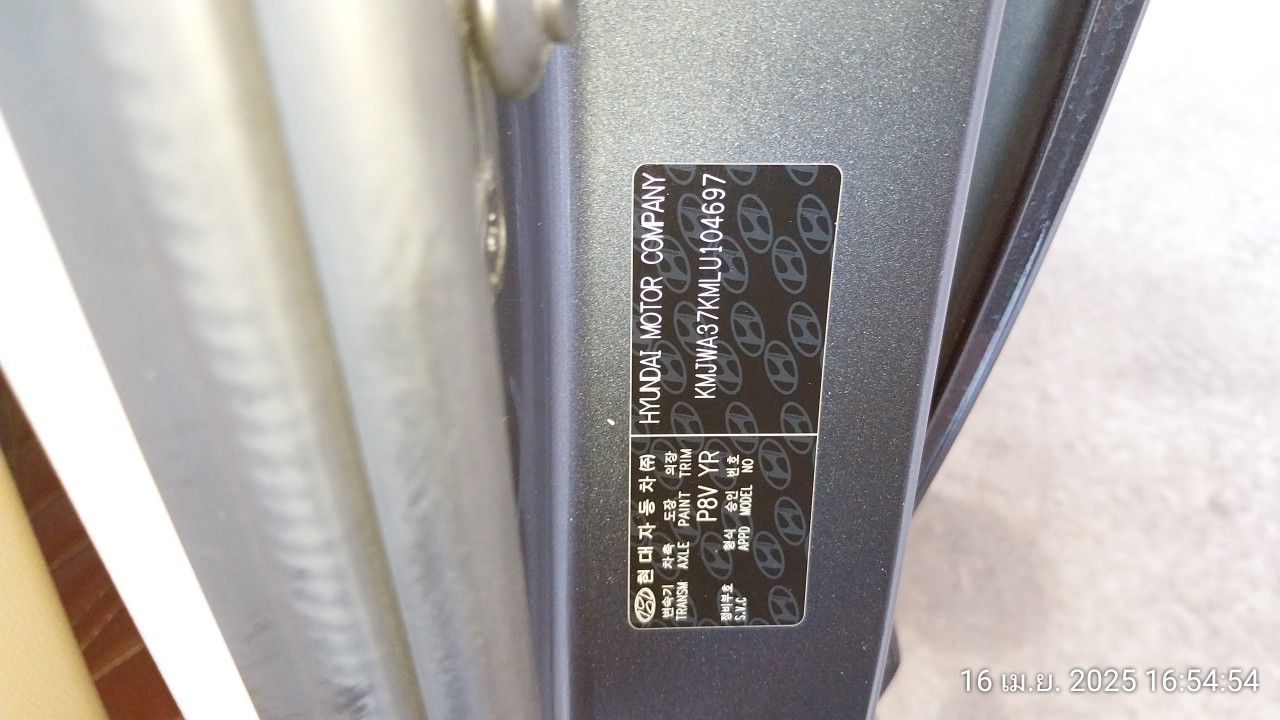 현대자동차(주)
변속기 차축 도장 의장
TRANSM AXLE PAINT TRIM
P8V YR
정비부호 형식 승인 번호
S.V.C APPD MODEL NO
HYUNDAI MOTOR COMPANY
KMJWA37KMLU104697
16 เม.ย. 2025 16:54:54